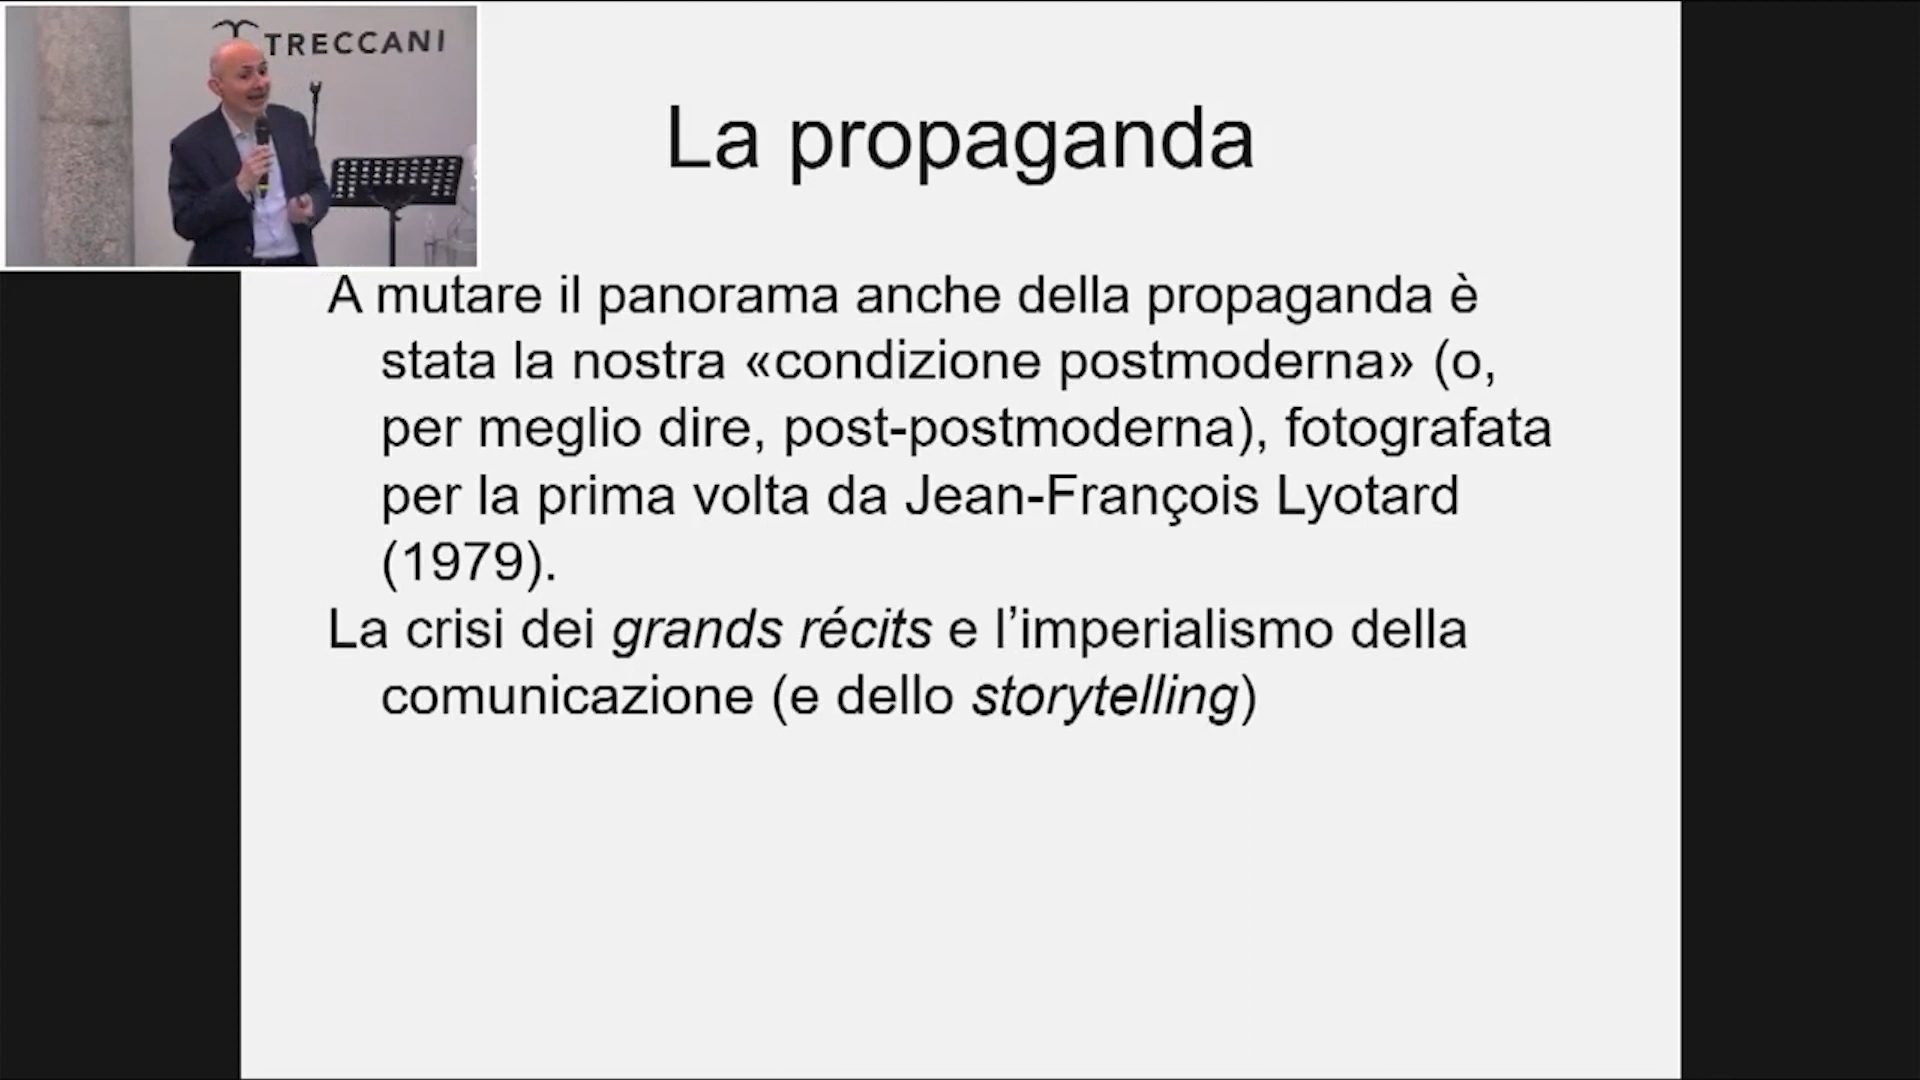 TRECCANI
La propaganda
A mutare il panorama anche della propaganda è
stata la nostra «condizione postmoderna» (o,
per meglio dire, post-postmoderna), fotografata
per la prima volta da Jean-François Lyotard
(1979).
La crisi dei grands récits e l’imperialismo della
comunicazione (e dello storytelling)